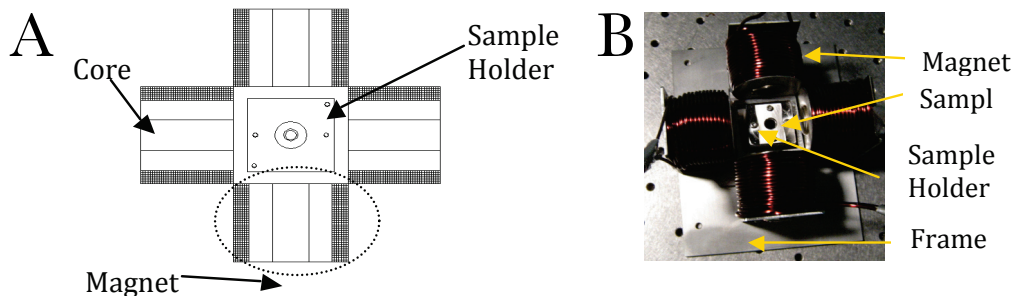 A
Core
Sample
Holder
Magnet
B
Magnet
Sampl
Sample
Holder
Frame